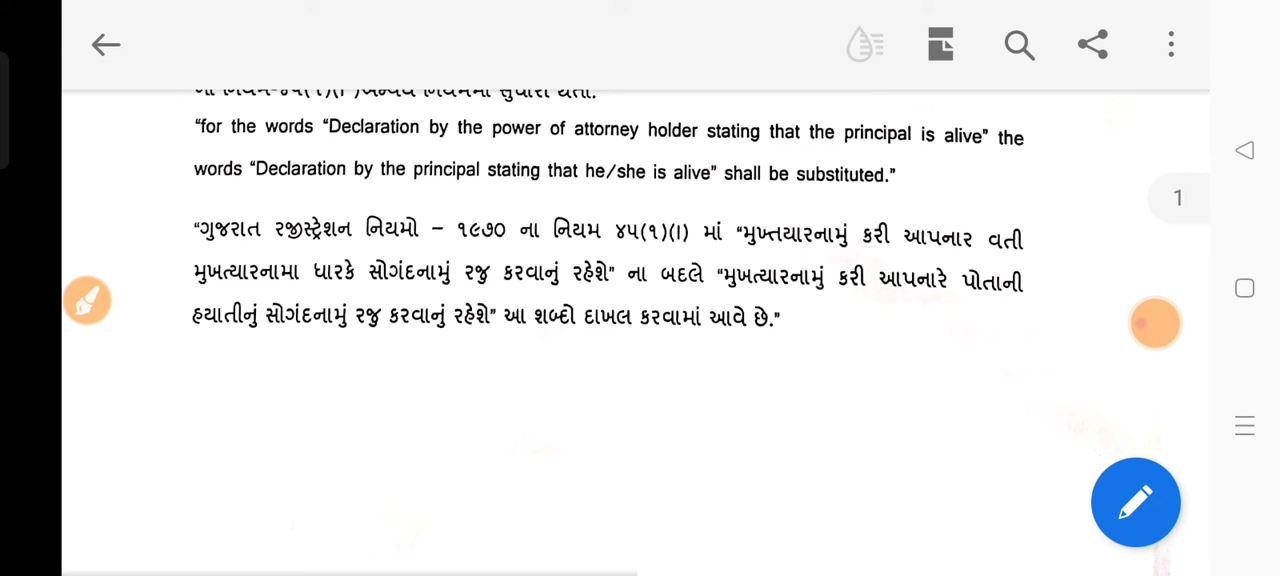 "for the words "Declaration by the power of attorney holder stating that the principal is alive" the
words "Declaration by the principal stating that he/she is alive" shall be substituted."
"ગુજરાત રજીસ્ટ્રેશન નિયમો – ૧૯૭૦ ના નિયમ ૪૫(૧)(I) માં "મુખ્તયારનામું કરી આપનાર વતી
મુખત્યારનામા ધારકે સોગંદનામું રજુ કરવાનું રહેશે" ના બદલે "મુખત્યારનામું કરી આપનારે પોતાની
હયાતીનું સોગંદનામું રજુ કરવાનું રહેશે" આ શબ્દો દાખલ કરવામાં આવે છે."
1